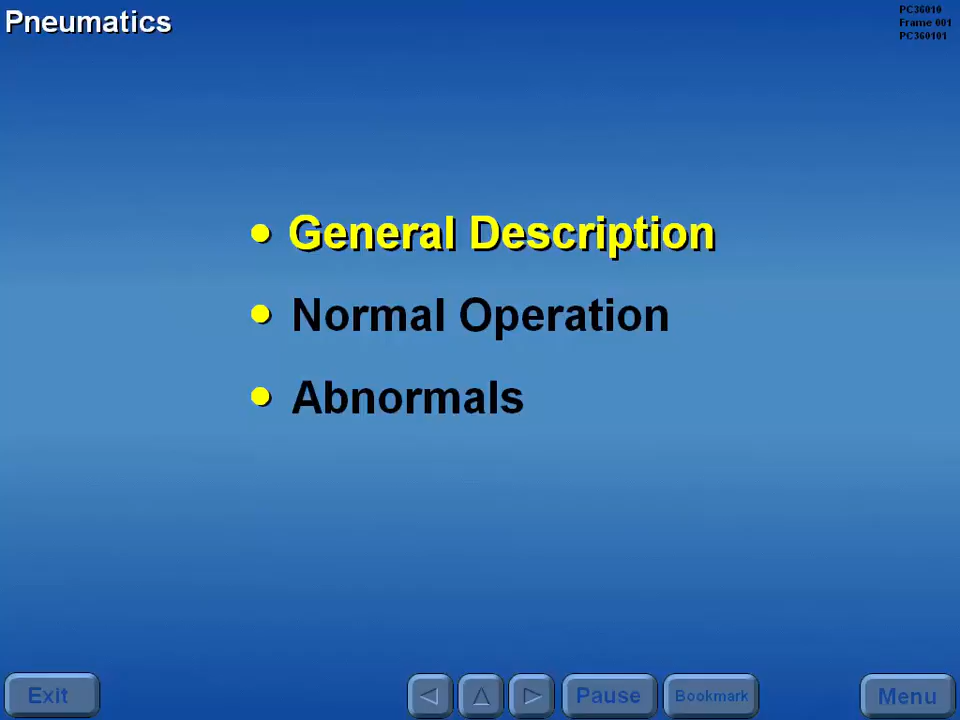 Pneumatics
PC36010
Frame 001
PC360101
• General Description
• Normal Operation
• Abnormals
Exit
Pause
Bookmark
Menu